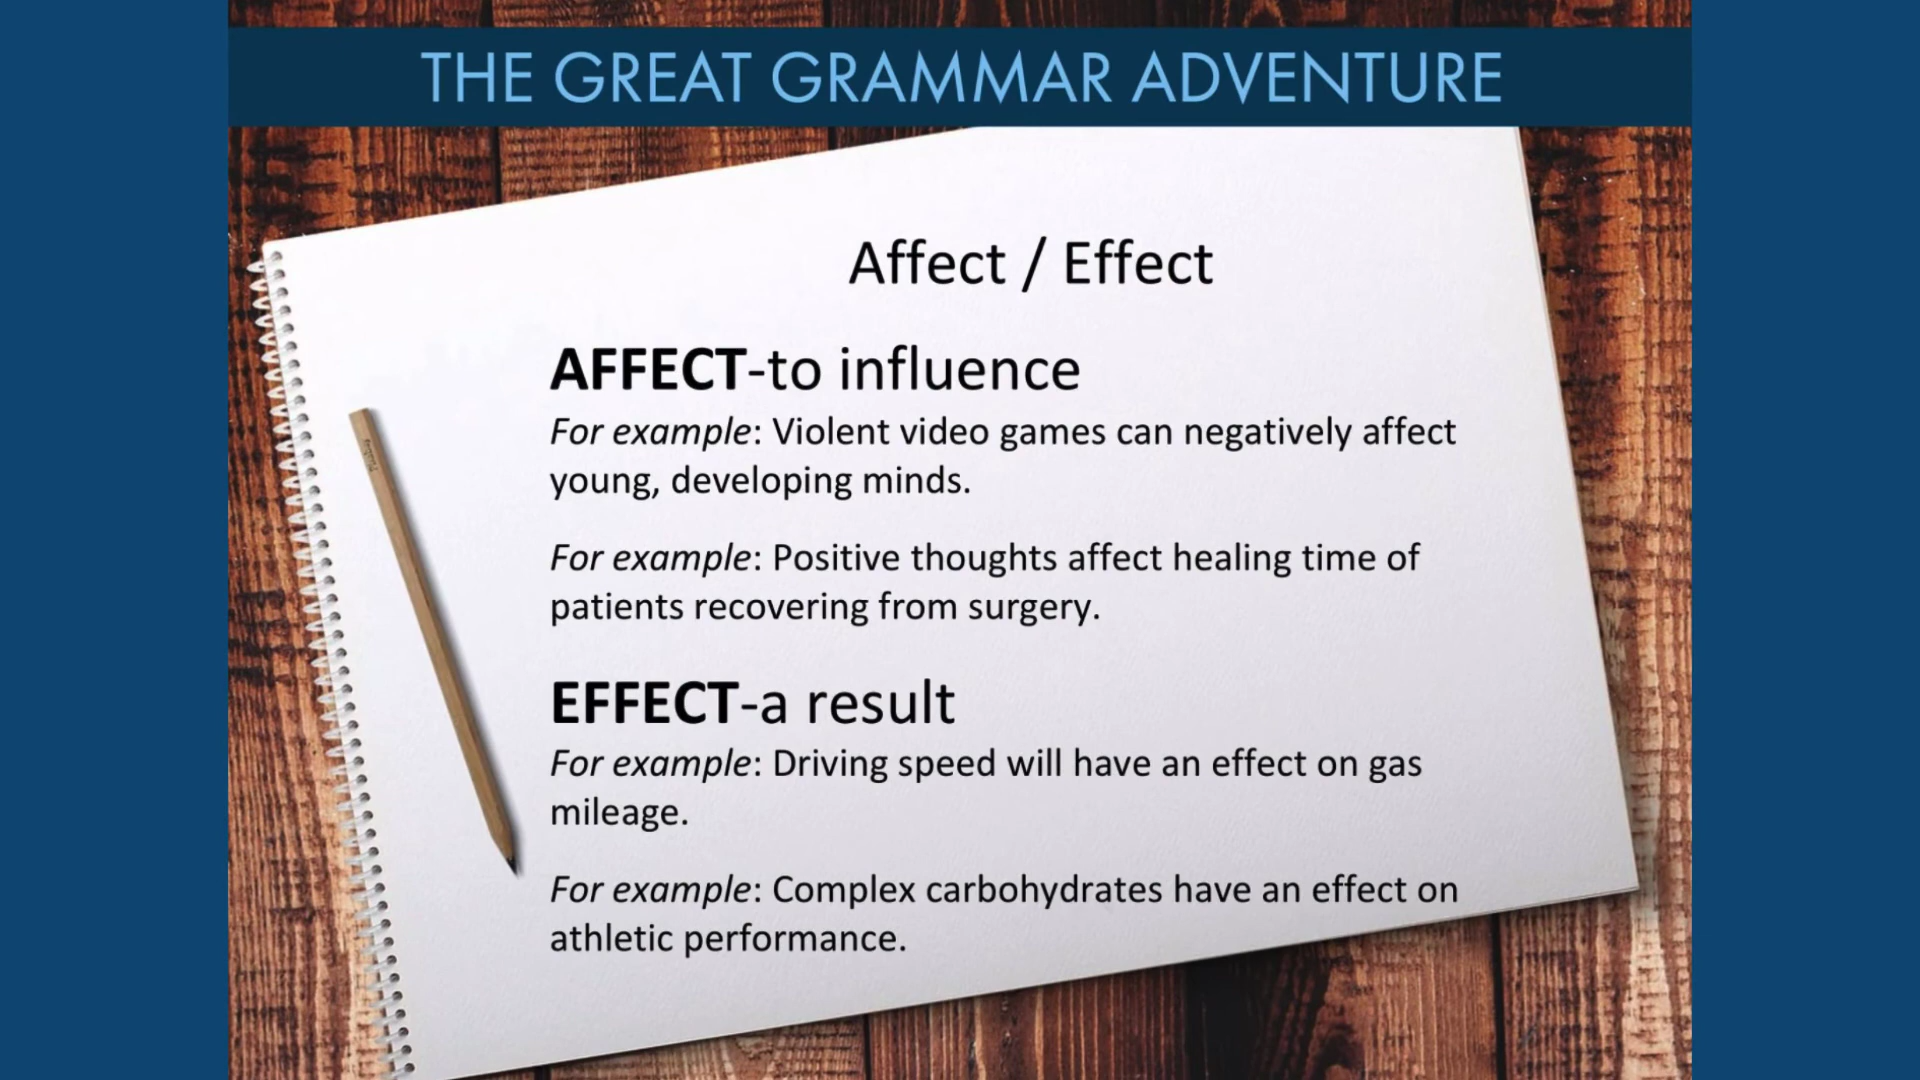 THE GREAT GRAMMAR ADVENTURE
Affect / Effect
AFFECT-to influence
For example: Violent video games can negatively affect
young, developing minds.
For example: Positive thoughts affect healing time of
patients recovering from surgery.
EFFECT-a result
For example: Driving speed will have an effect on gas
mileage.
For example: Complex carbohydrates have an effect on
athletic performance.